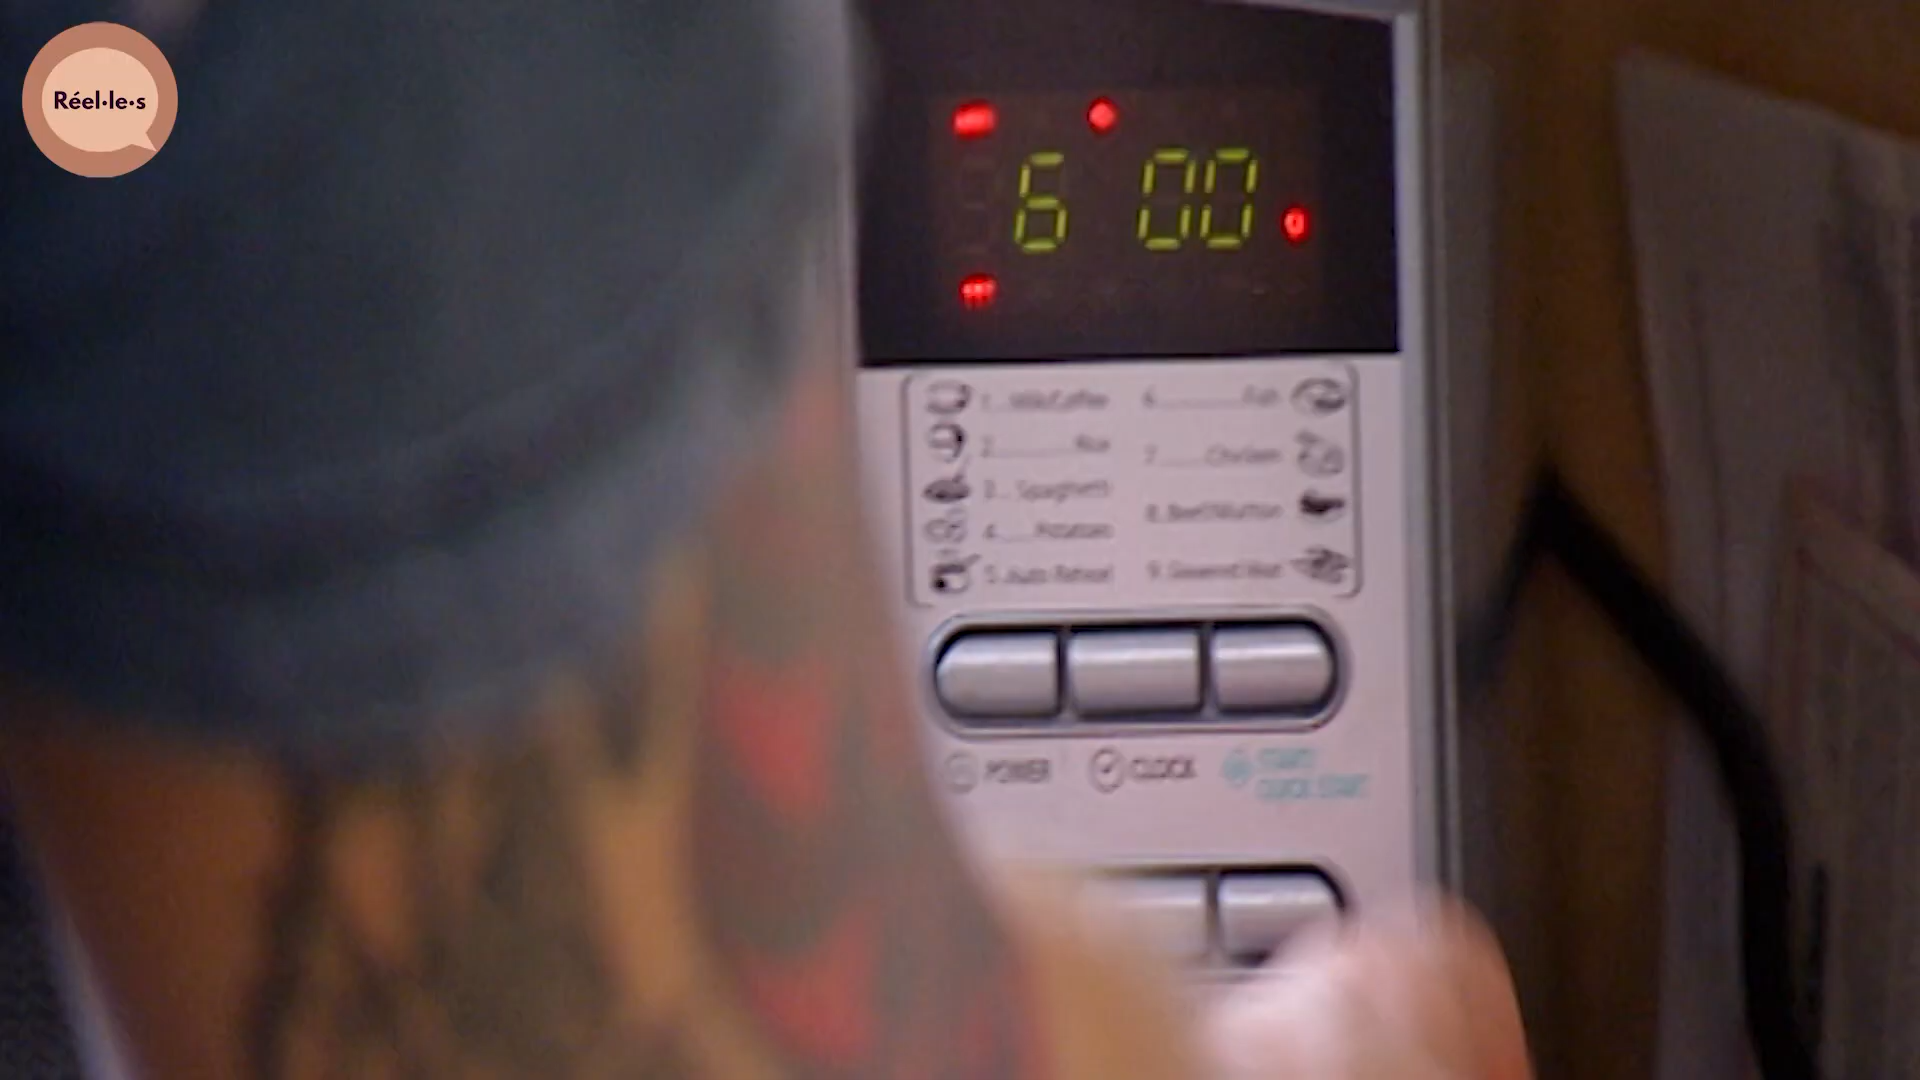 Réel·le·s
6 00
1...Milk/Coffee
2..........Rice
3...Spaghetti
4.....Potatoes
5.Auto Reheat
6..............Fish
7.......Chicken
8.Beef/Mutton
POWER
CLOCK
START/
QUICK START